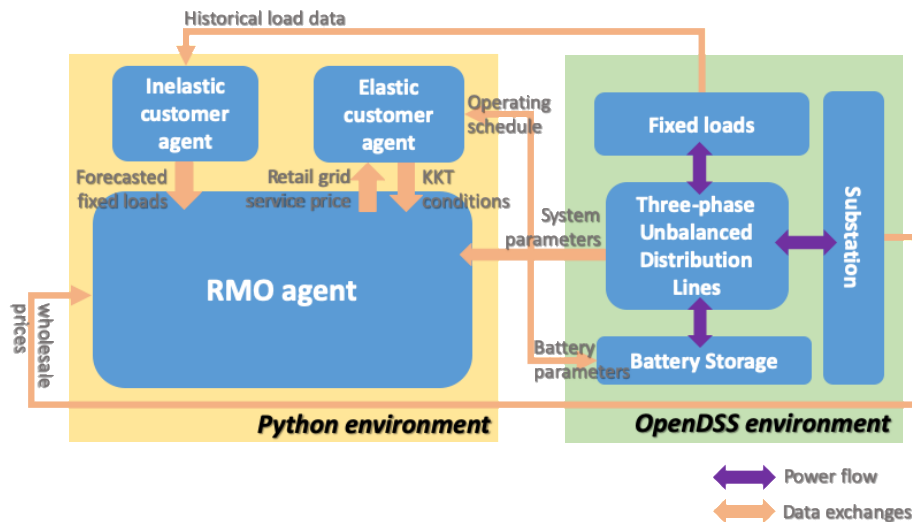 Historical load data
Inelastic
customer
agent
Elastic
customer
agent
Operating
schedule
Fixed loads
Forecasted
fixed loads
Retail grid
service price
KKT
conditions
System
parameters
Three-phase
Unbalanced
Distribution
Lines
Substation
RMO agent
wholesale
prices
Battery
parameters
Battery Storage
Python environment
OpenDSS environment
Power flow
Data exchanges